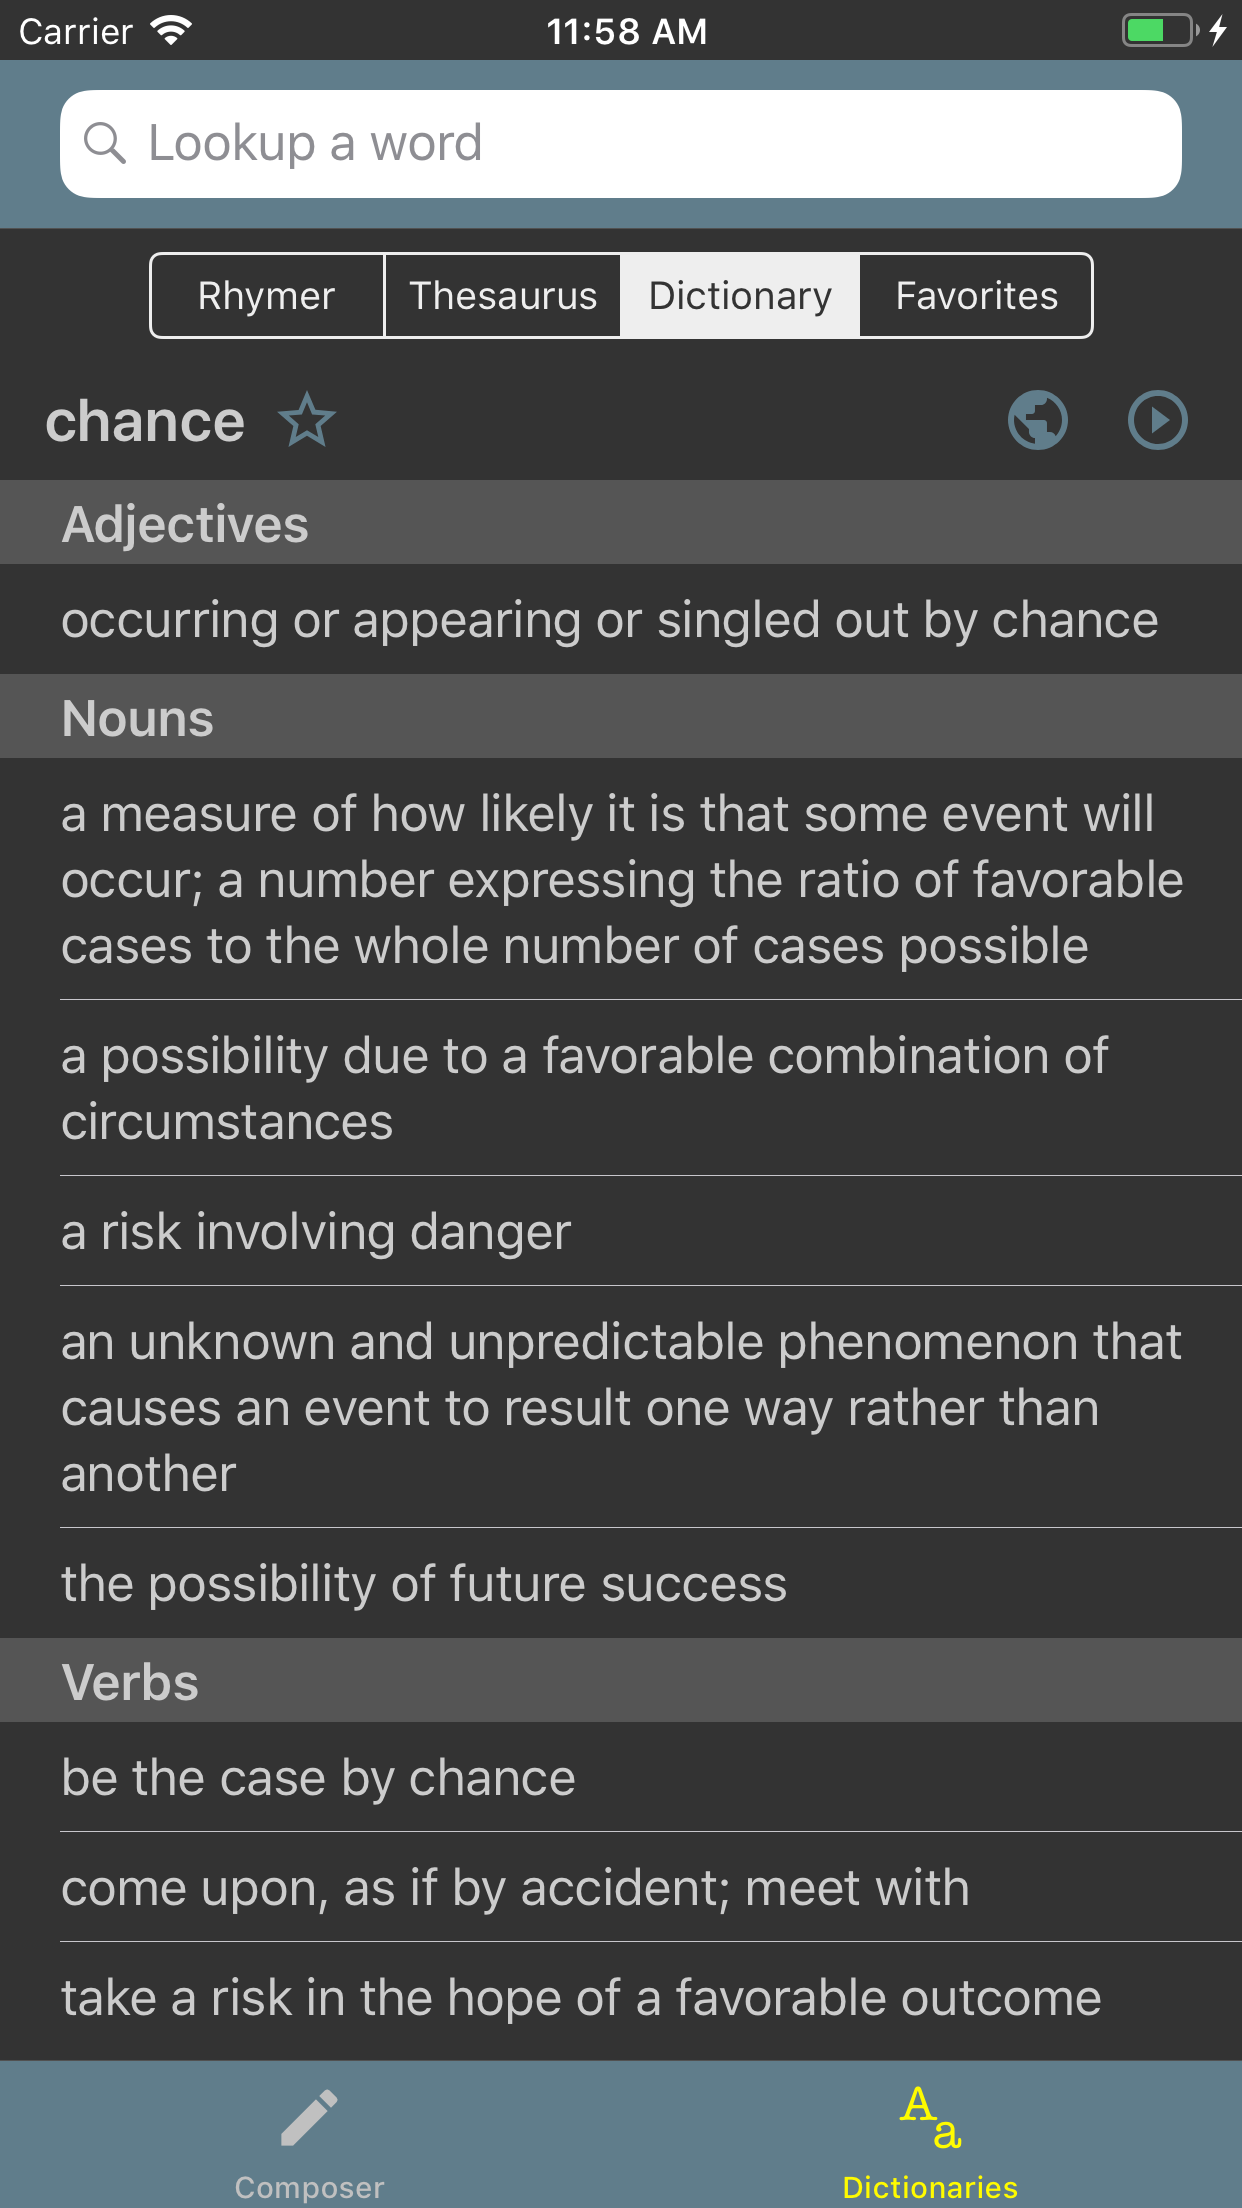 Carrier 11:58 AM
Lookup a word
Rhymer Thesaurus Dictionary Favorites
chance
Adjectives
occurring or appearing or singled out by chance
Nouns
a measure of how likely it is that some event will
occur; a number expressing the ratio of favorable
cases to the whole number of cases possible
a possibility due to a favorable combination of
circumstances
a risk involving danger
an unknown and unpredictable phenomenon that
causes an event to result one way rather than
another
the possibility of future success
Verbs
be the case by chance
come upon, as if by accident; meet with
take a risk in the hope of a favorable outcome
Aa
Composer Dictionaries